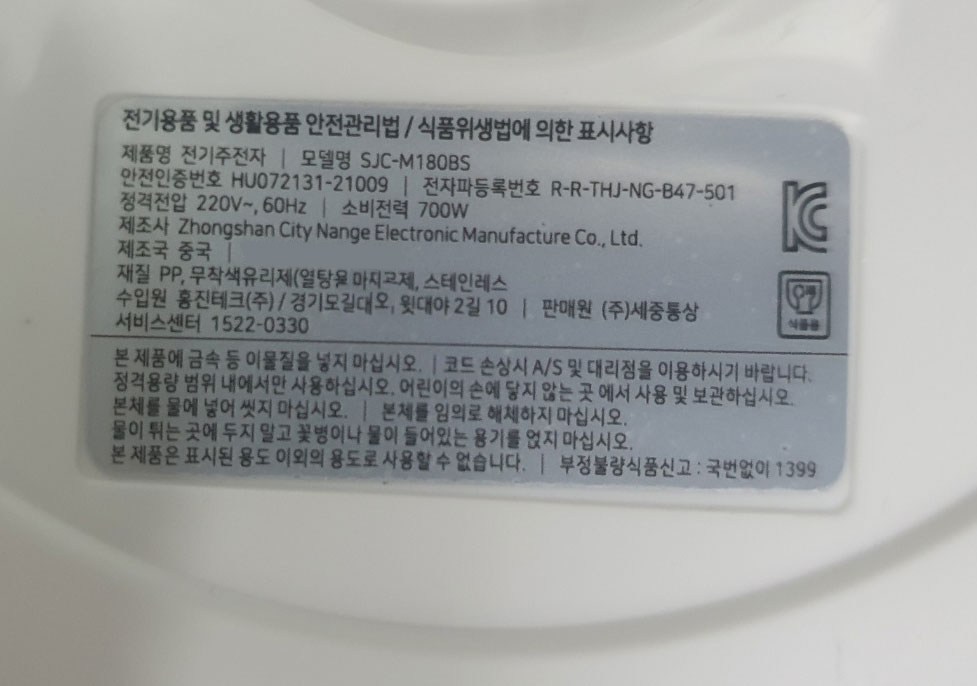 전기용품 및 생활용품 안전관리법 / 식품위생법에 의한 표시사항
제품명 전기주전자 | 모델명 SJC-M180BS
안전인증번호 HU072131-21009 | 전자파등록번호 R-R-THJ-NG-B47-501
정격전압 220V~, 60Hz | 소비전력 700W
제조사 Zhongshan City Nange Electronic Manufacture Co., Ltd.
제조국 중국 |
재질 PP, 무착색유리제(열탕용 스테인레스
수입원 흥진테크(주) / 윗대야 2길 10 | 판매원 (주)세중통상
서비스센터 1522-0330
식품용
본 제품에 금속 등 이물질을 넣지 마십시오. | 코드 손상시 A/S 및 대리점을 이용하시기 바랍니다.
정격용량 범위 내에서만 사용하십시오. 어린이의 손에 닿지 않는 곳 에서 사용 및 보관하십시오.
본체를 물에 넣어 씻지 마십시오. | 본체를 임의로 해체하지 마십시오.
물이 튀는 곳에 두지 말고 꽃병이나 물이 들어있는 용기를 얹지 마십시오.
본 제품은 표시된 용도 이외의 용도로 사용할 수 없습니다. | 부정불량식품신고 : 국번없이 1399